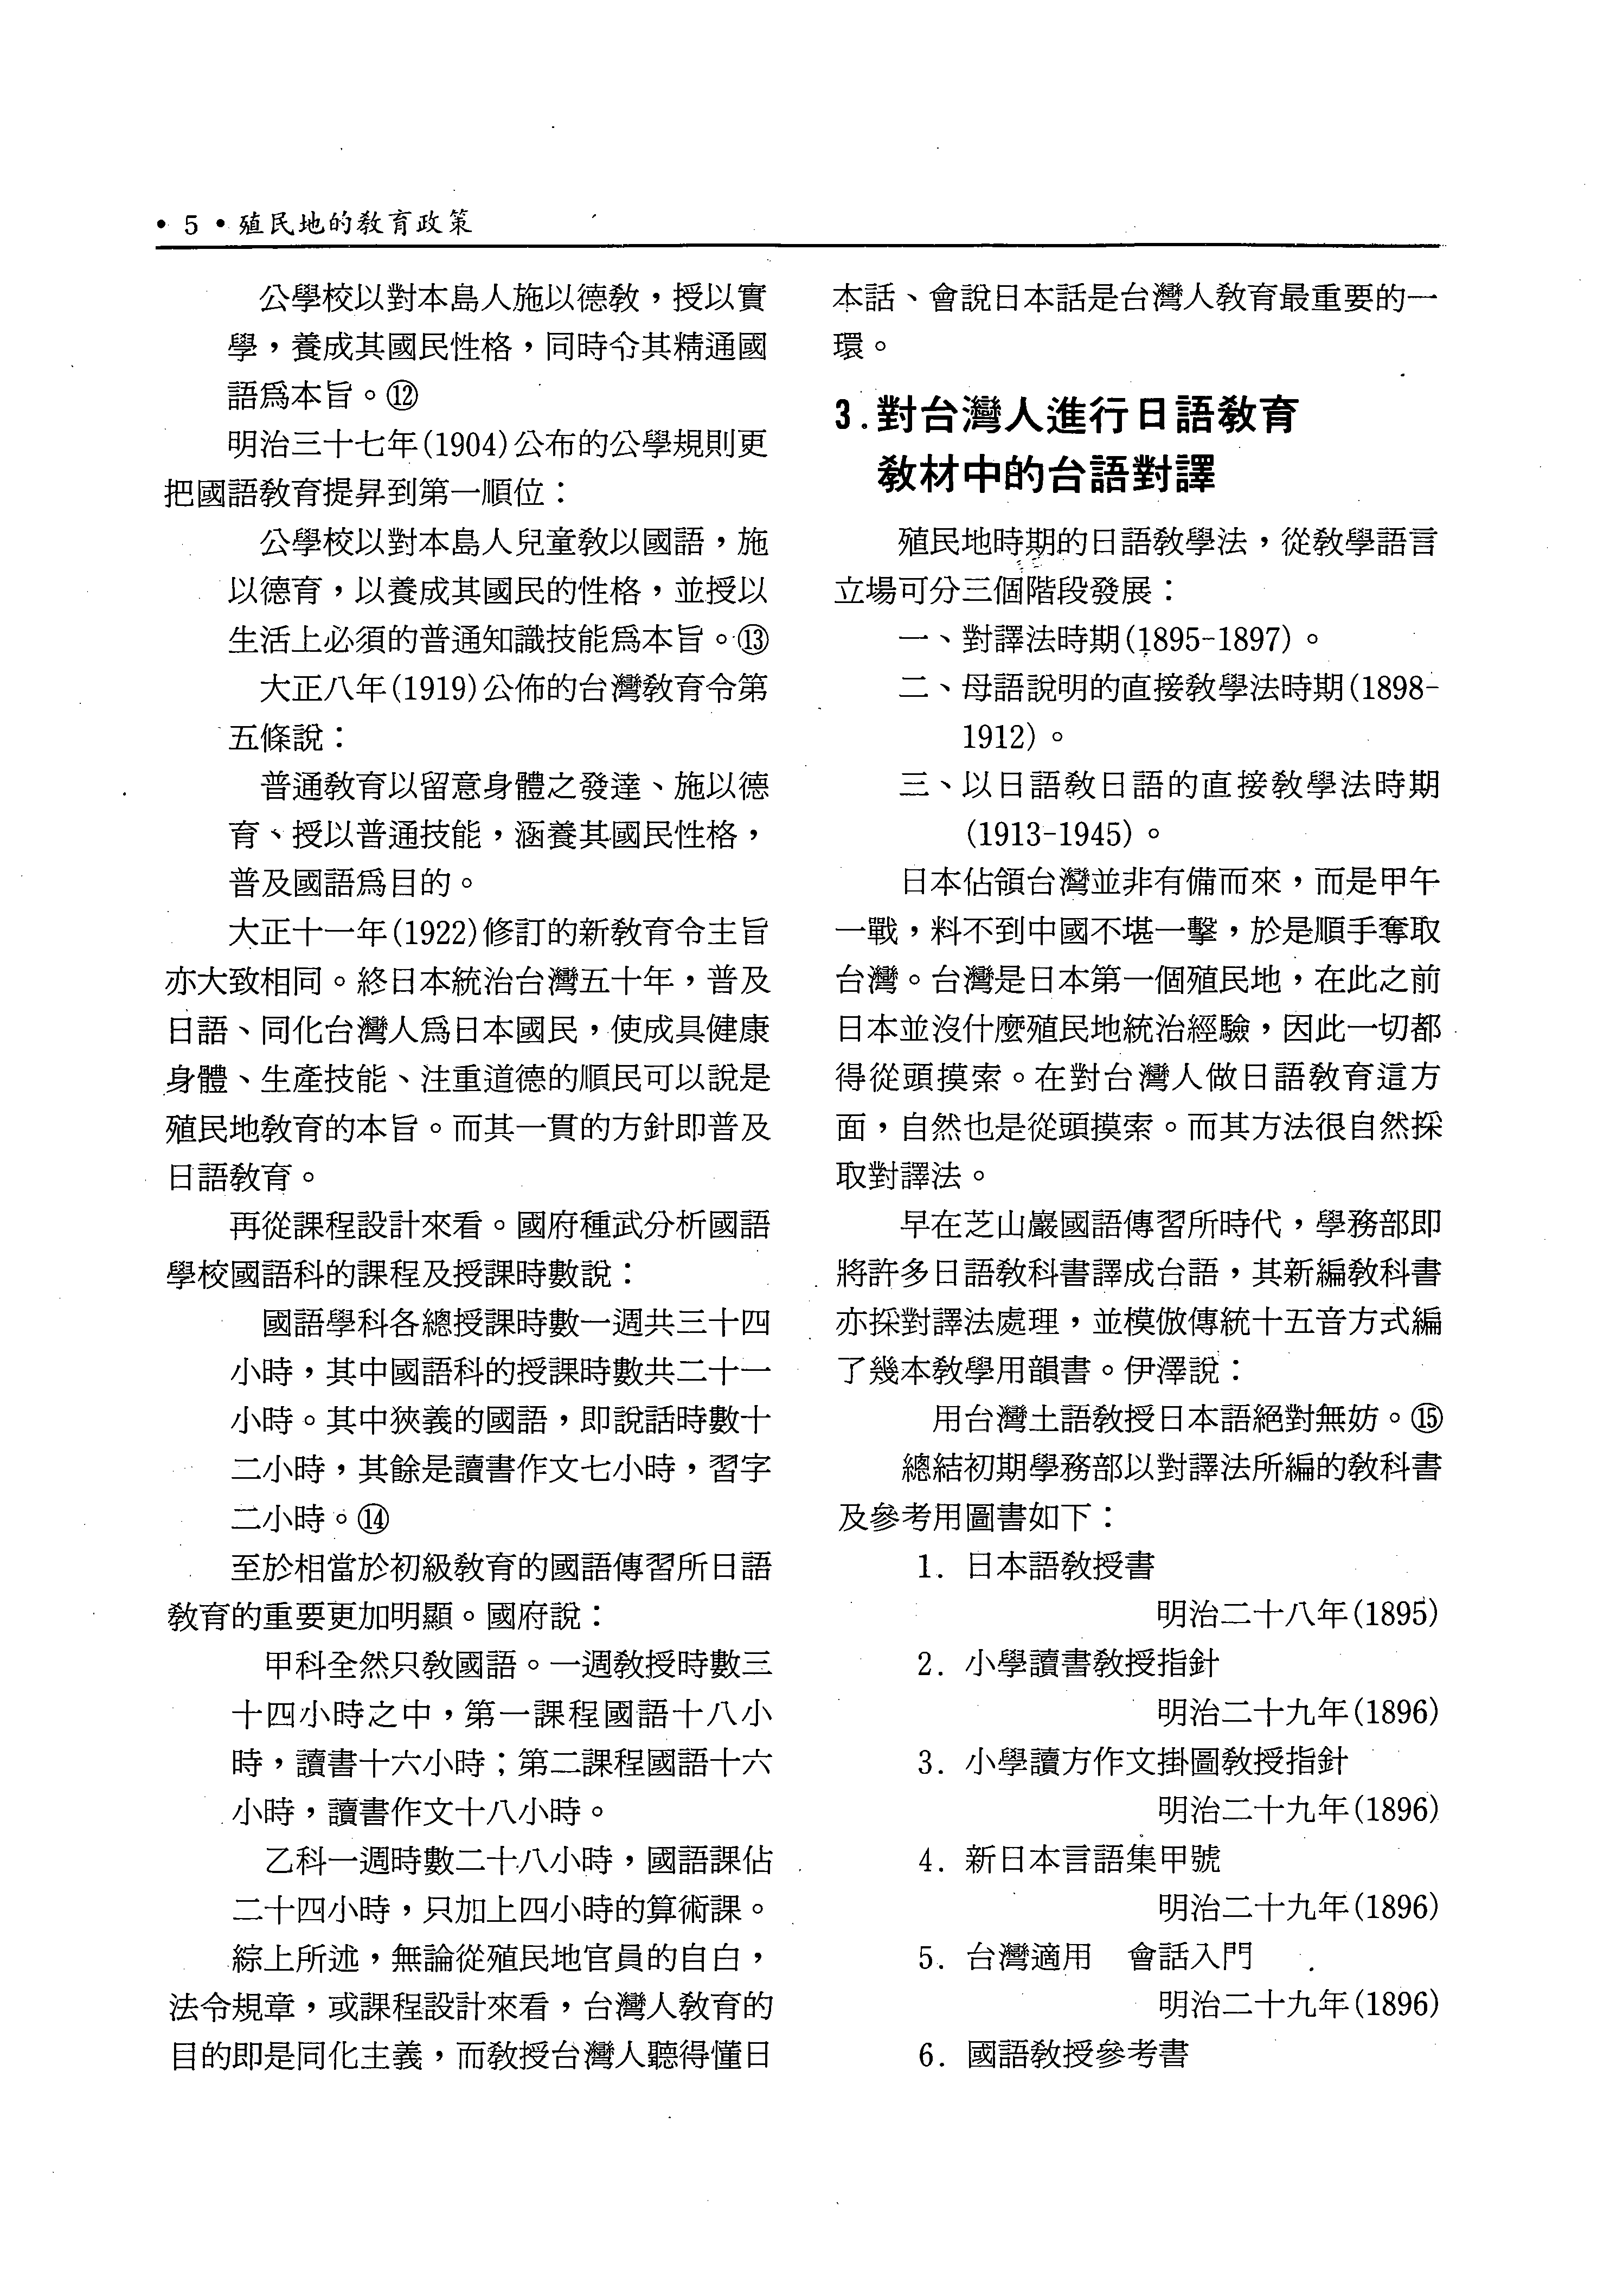 • 5 • 殖民地的教育政策
公學校以對本島人施以德教，授以實
學，養成其國民性格，同時令其精通國
語爲本旨。⑫
明治三十七年(1904)公布的公學規則更
把國語教育提昇到第一順位：
公學校以對本島人兒童教以國語，施
以德育，以養成其國民的性格，並授以
生活上必須的普通知識技能爲本旨。⑬
大正八年(1919)公佈的台灣教育令第
五條說：
普通教育以留意身體之發達、施以德
育、授以普通技能，涵養其國民性格，
普及國語爲目的。
大正十一年(1922)修訂的新教育令主旨
亦大致相同。終日本統治台灣五十年，普及
日語、同化台灣人爲日本國民，使成具健康
身體、生產技能、注重道德的順民可以說是
殖民地教育的本旨。而其一貫的方針即普及
日語教育。
再從課程設計來看。國府種武分析國語
學校國語科的課程及授課時數說：
國語學科各總授課時數一週共三十四
小時，其中國語科的授課時數共二十一
小時。其中狹義的國語，即說話時數十
二小時，其餘是讀書作文七小時，習字
二小時。⑭
至於相當於初級教育的國語傳習所日語
教育的重要更加明顯。國府說：
甲科全然只教國語。一週教授時數三
十四小時之中，第一課程國語十八小
時，讀書十六小時；第二課程國語十六
小時，讀書作文十八小時。
乙科一週時數二十八小時，國語課佔
二十四小時，只加上四小時的算術課。
綜上所述，無論從殖民地官員的自白，
法令規章，或課程設計來看，台灣人教育的
目的即是同化主義，而教授台灣人聽得懂日
本話、會說日本話是台灣人教育最重要的一
環。
3.對台灣人進行日語教育
教材中的台語對譯
殖民地時期的日語教學法，從教學語言
立場可分三個階段發展：
一、對譯法時期(1895-1897)。
二、母語說明的直接教學法時期(1898-
1912)。
三、以日語教日語的直接教學法時期
(1913-1945)。
日本佔領台灣並非有備而來，而是甲午
一戰，料不到中國不堪一擊，於是順手奪取
台灣。台灣是日本第一個殖民地，在此之前
日本並沒什麼殖民地統治經驗，因此一切都
得從頭摸索。在對台灣人做日語教育這方
面，自然也是從頭摸索。而其方法很自然採
取對譯法。
早在芝山巖國語傳習所時代，學務部即
將許多日語教科書譯成台語，其新編教科書
亦採對譯法處理，並模倣傳統十五音方式編
了幾本教學用韻書。伊澤說：
用台灣土語教授日本語絕對無妨。⑮
總結初期學務部以對譯法所編的教科書
及參考用圖書如下：
1. 日本語教授書
明治二十八年(1895)
2. 小學讀書教授指針
明治二十九年(1896)
3. 小學讀方作文掛圖教授指針
明治二十九年(1896)
4. 新日本言語集甲號
明治二十九年(1896)
5. 台灣適用　會話入門
明治二十九年(1896)
6. 國語教授參考書